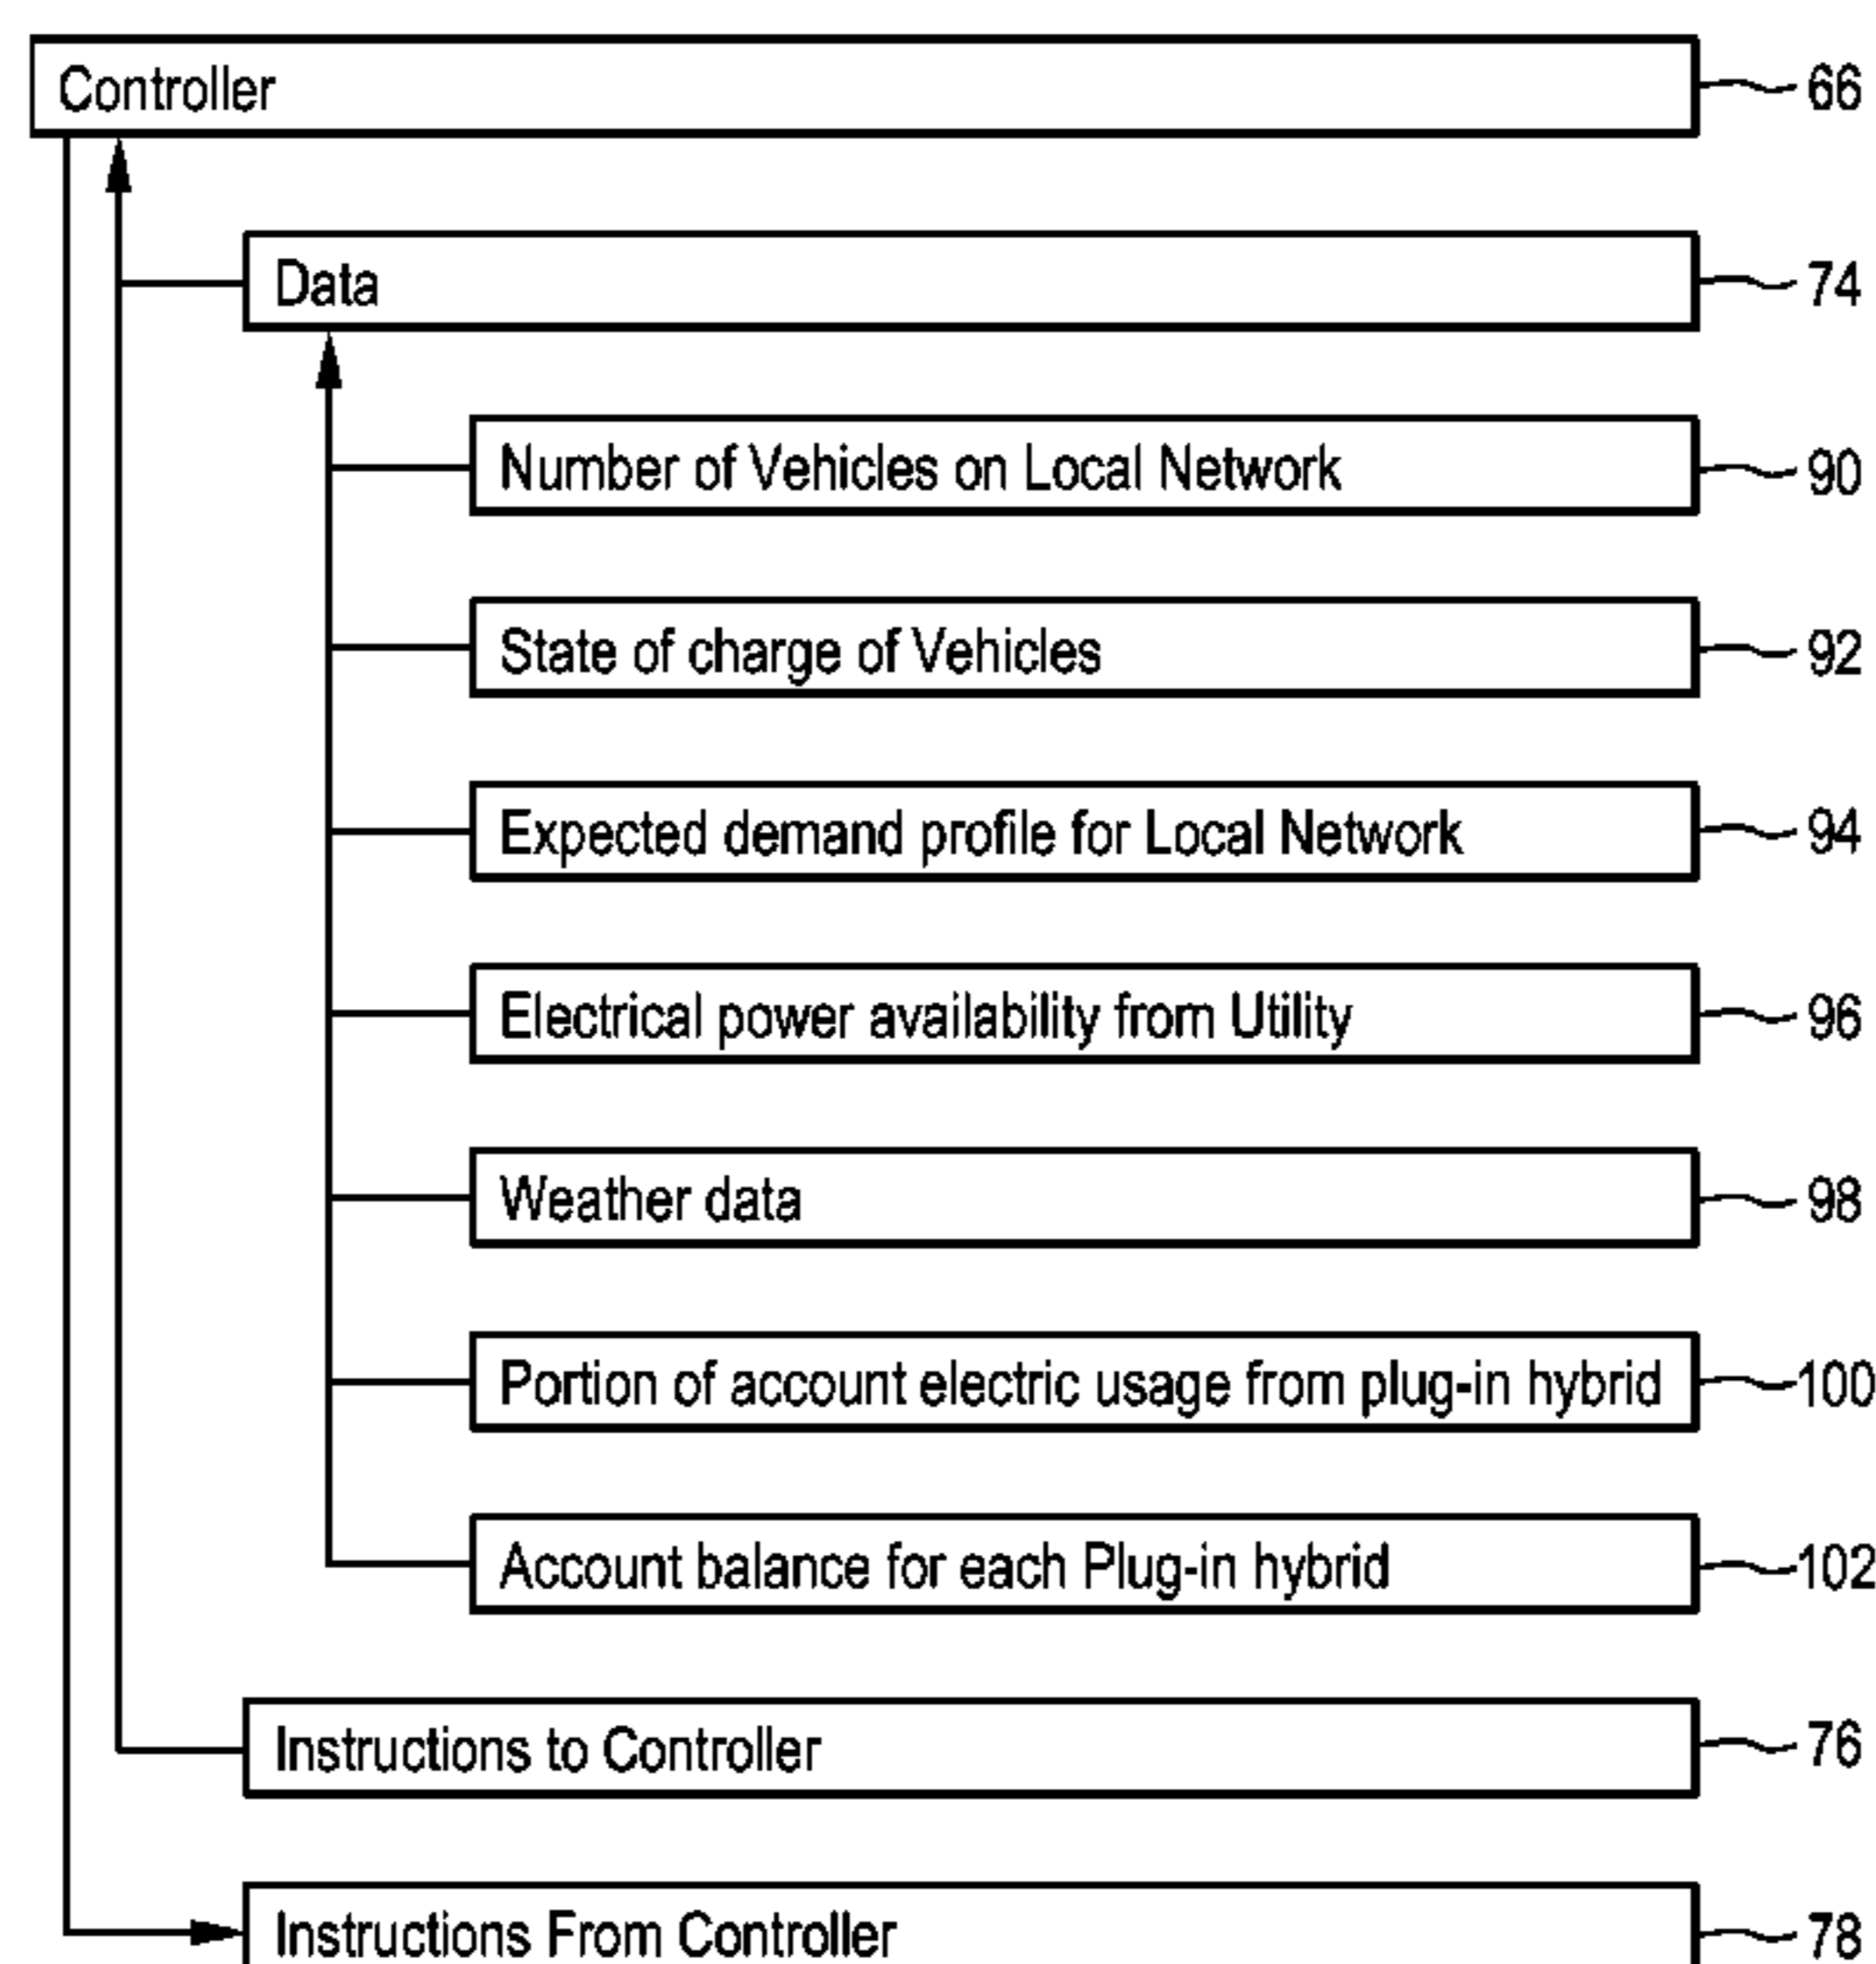 Controller 66
Data 74
Number of Vehicles on Local Network 90
State of charge of Vehicles 92
Expected demand profile for Local Network 94
Electrical power availability from Utility 96
Weather data 98
Portion of account electric usage from plug-in hybrid 100
Account balance for each Plug-in hybrid 102
Instructions to Controller 76
Instructions From Controller 78